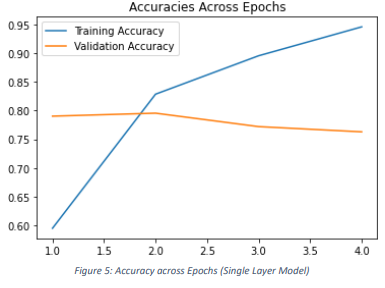 Accuracies Across Epochs
Training Accuracy
Validation Accuracy
0.95
0.90
0.85
0.80
0.75
0.70
0.65
0.60
1.0 1.5 2.0 2.5 3.0 3.5 4.0
Figure 5: Accuracy across Epochs (Single Layer Model)